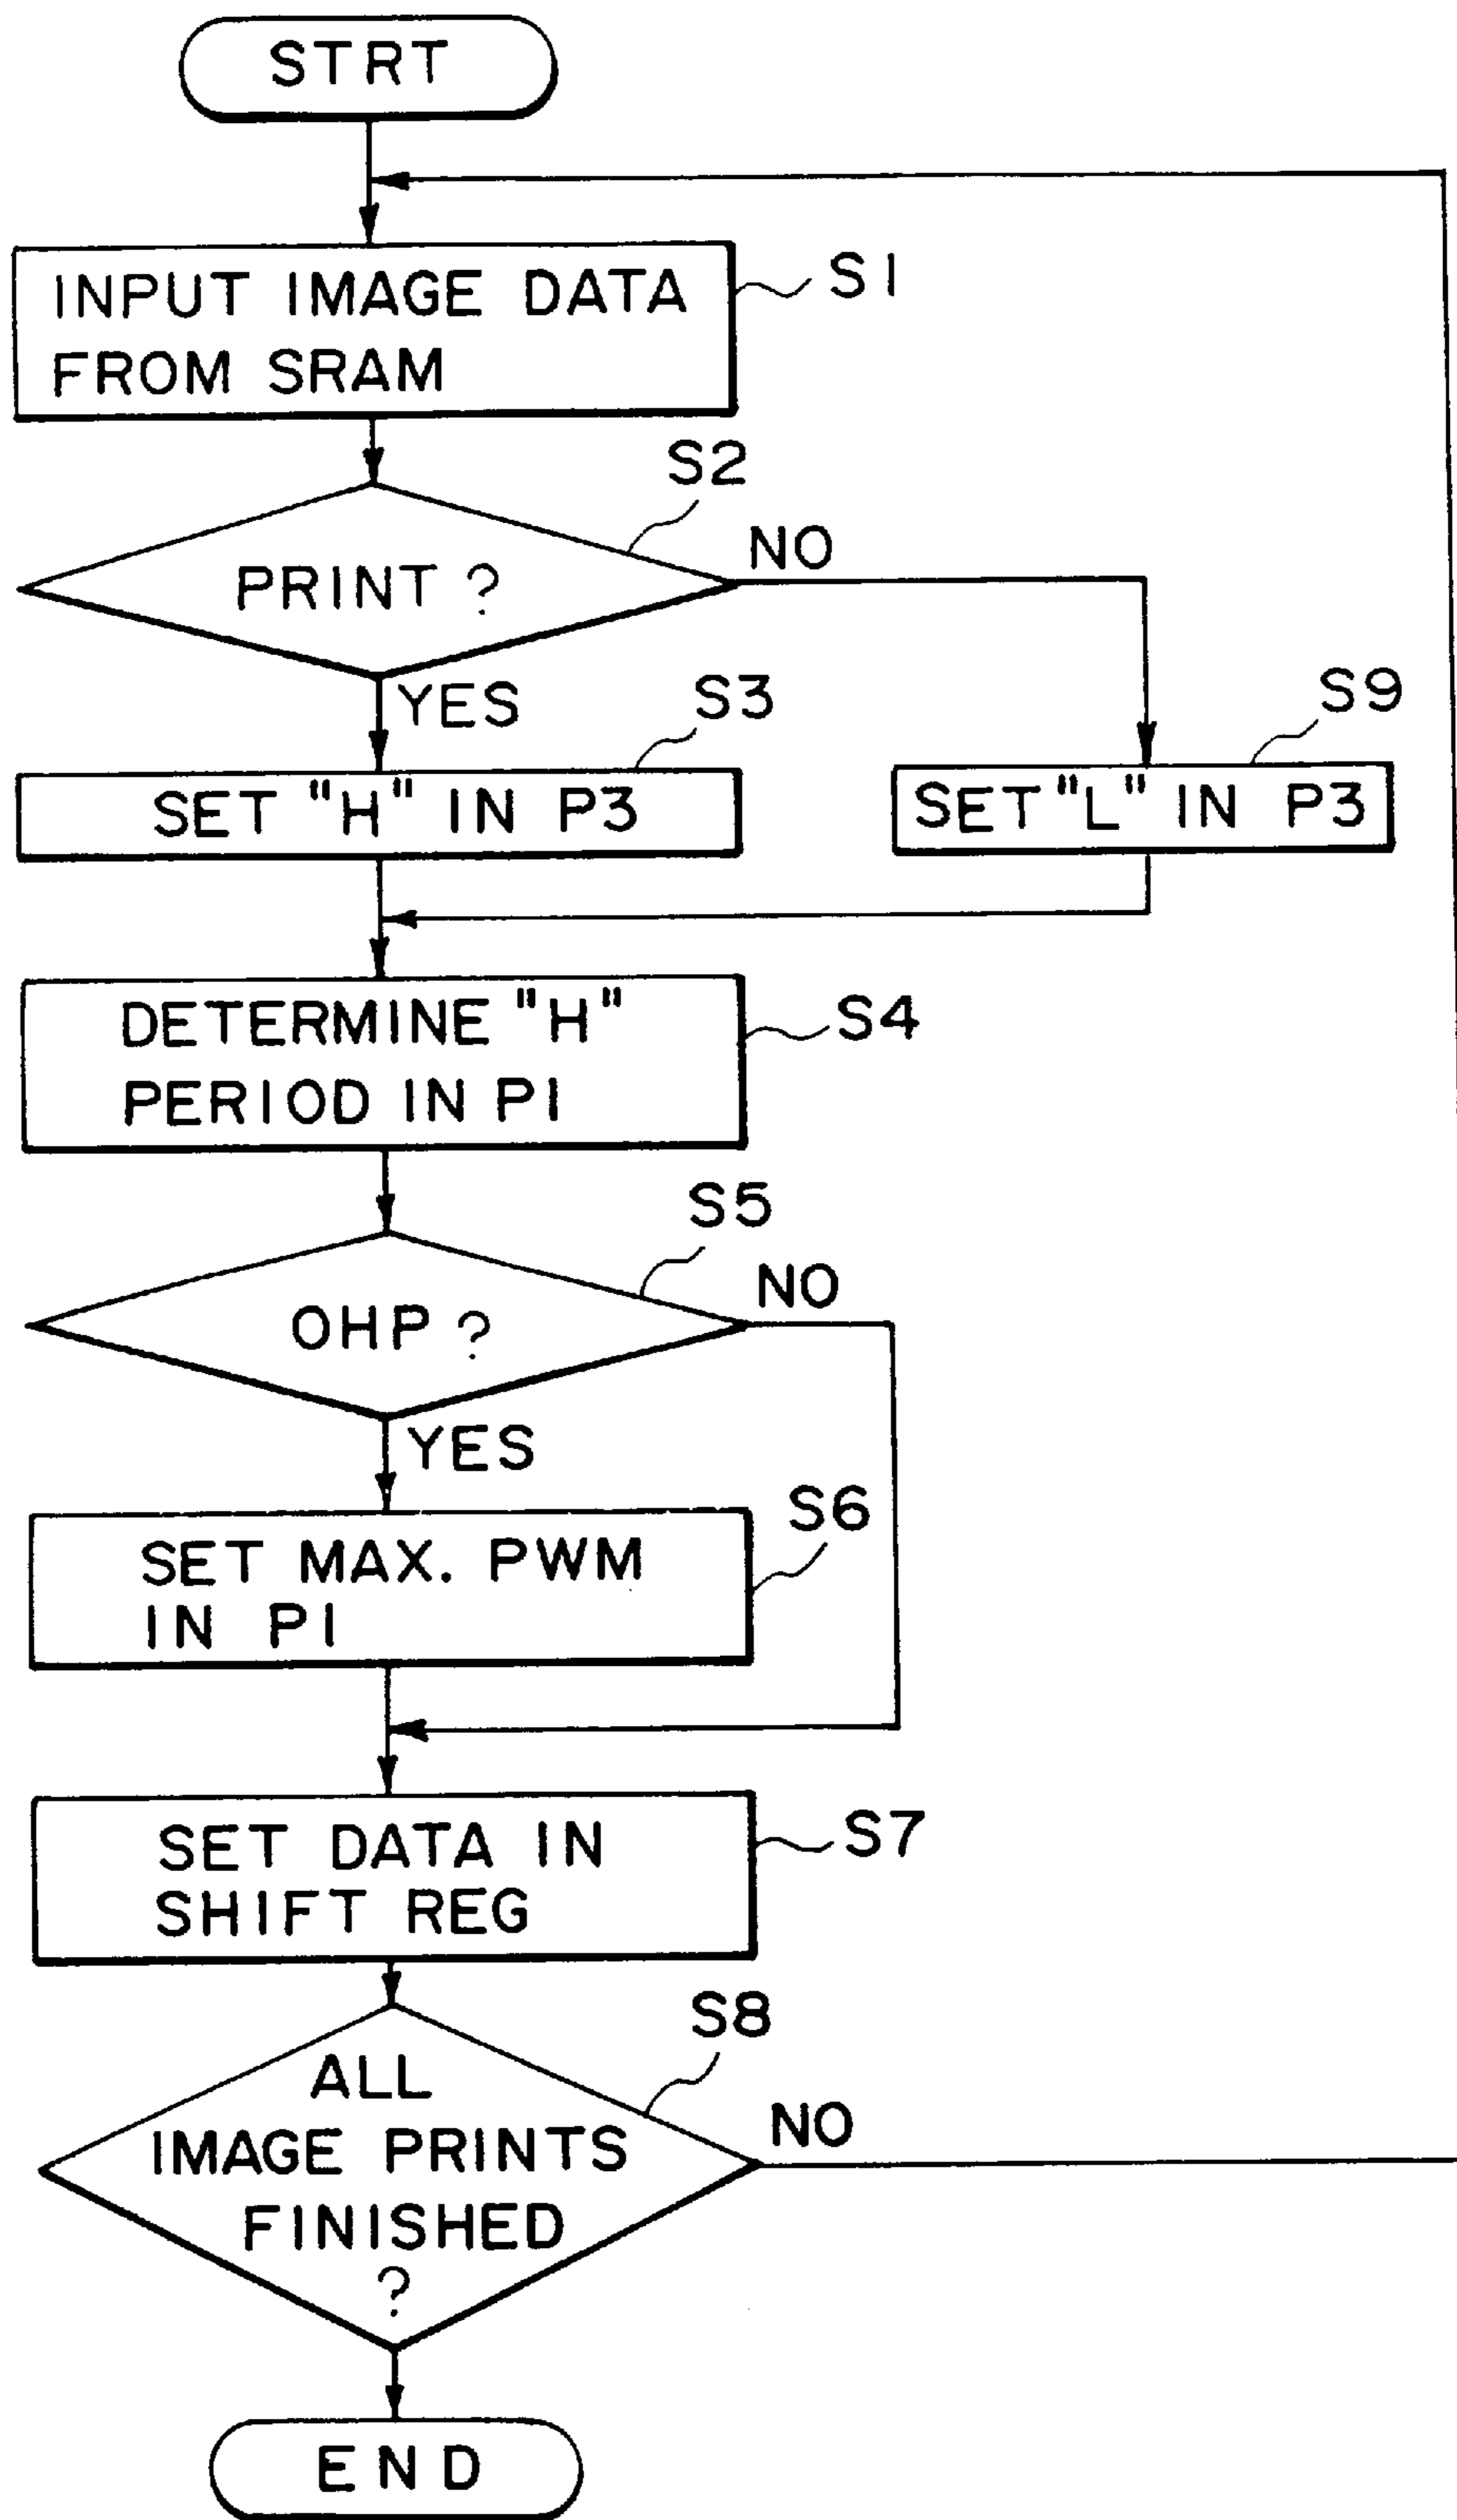 STRT
INPUT IMAGE DATA
FROM SRAM
S1
S2
PRINT ?
NO
YES
S3
SET "H" IN P3
S9
SET "L" IN P3
DETERMINE "H"
PERIOD IN P1
S4
S5
OHP ?
NO
YES
S6
SET MAX. PWM
IN P1
SET DATA IN
SHIFT REG
S7
S8
ALL
IMAGE PRINTS
FINISHED
?
NO
END